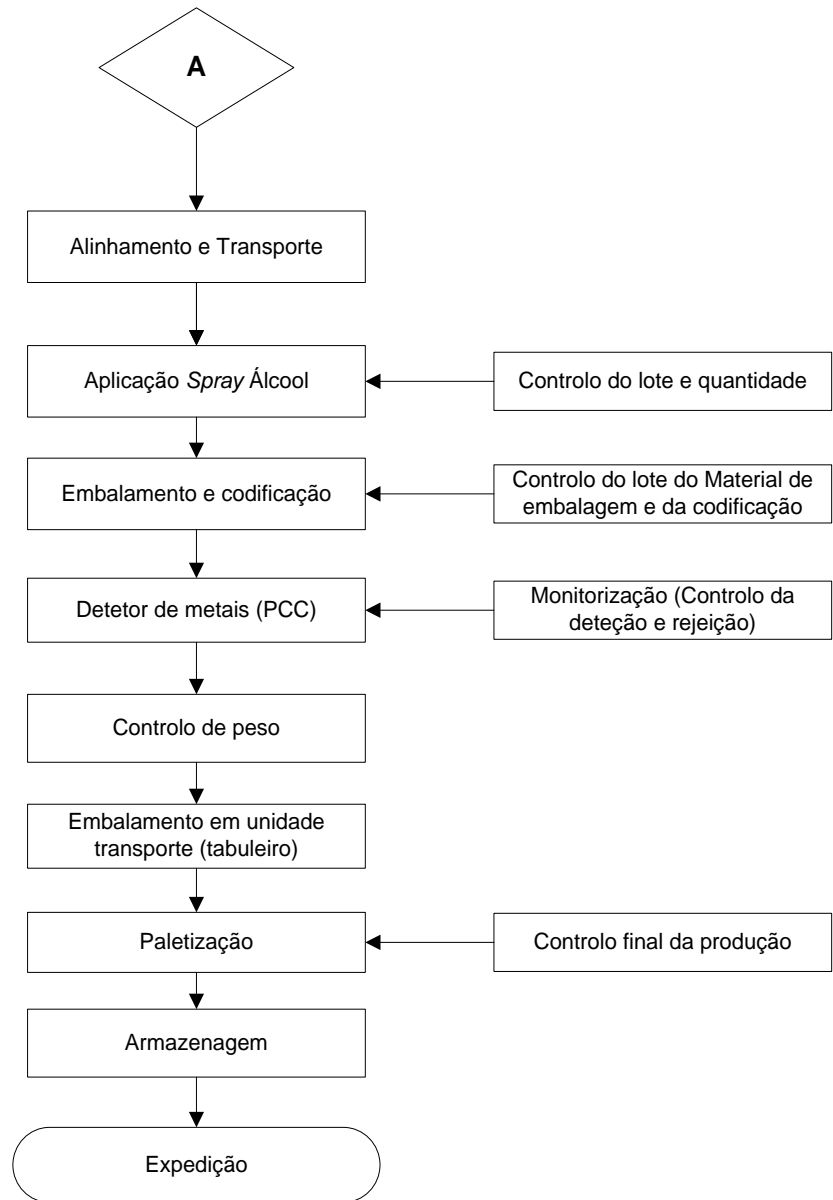 A
Alinhamento e Transporte
Aplicação Spray Álcool
Controlo do lote e quantidade
Embalamento e codificação
Controlo do lote do Material de
embalagem e da codificação
Detetor de metais (PCC)
Monitorização (Controlo da
deteção e rejeição)
Controlo de peso
Embalamento em unidade
transporte (tabuleiro)
Paletização
Controlo final da produção
Armazenagem
Expedição